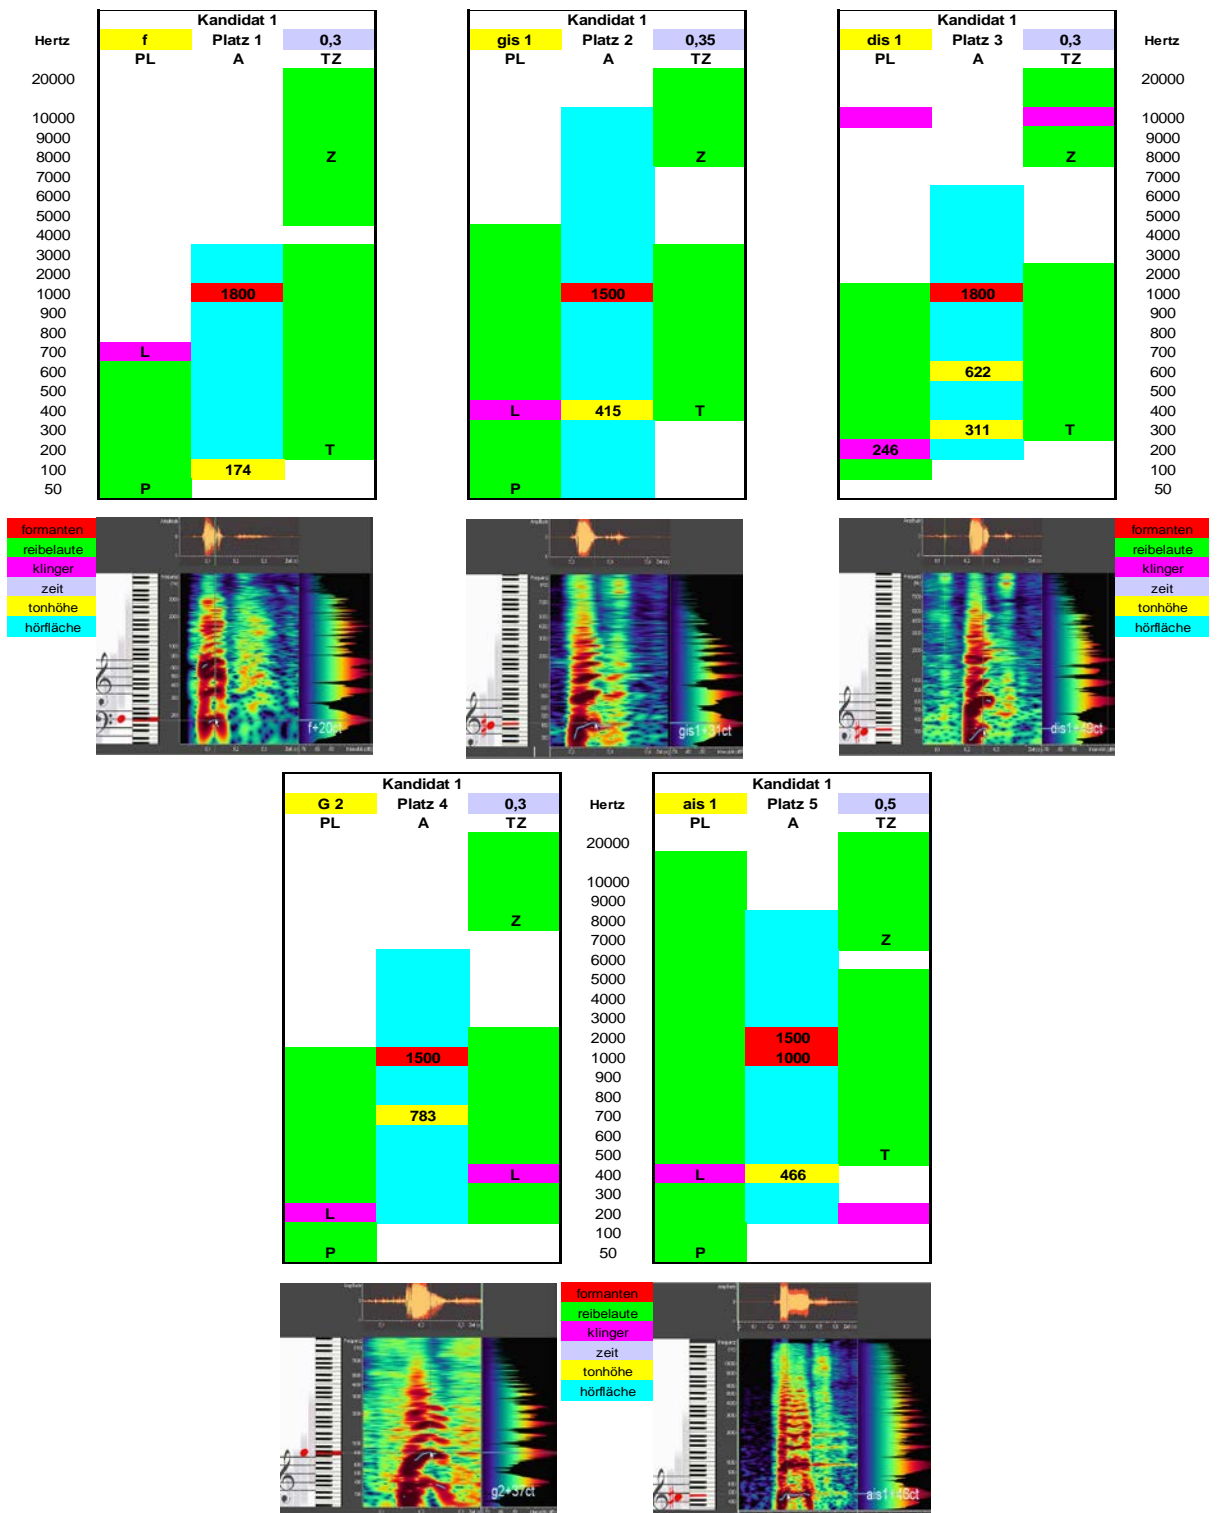 Kandidat 1
Hertz f Platz 1 0,3
PL A TZ
20000
10000
9000
8000 Z
7000
6000
5000
4000
3000
2000
1000 1800
900
800
700 L
600
500
400
300
200 T
100 174
50 P
Kandidat 1
gis 1 Platz 2 0,35
PL A TZ
Z
1500
L 415 T
P
Kandidat 1
dis 1 Platz 3 0,3 Hertz
PL A TZ
20000
10000
9000
Z 8000
7000
6000
5000
4000
3000
2000
1800 1000
900
800
700
622 600
500
400
311 T 300
246 200
100
50
formanten
reibelaute
klinger
zeit
tonhöhe
hörfläche
f+20ct
gis1+31ct
dis1+49ct
formanten
reibelaute
klinger
zeit
tonhöhe
hörfläche
Kandidat 1
G 2 Platz 4 0,3 Hertz
PL A TZ
20000
10000
9000
Z 8000
7000
6000
5000
4000
3000
2000
1500 1000
900
800
783 700
600
500
L 400
300
L 200
100
P 50
Kandidat 1
ais 1 Platz 5 0,5
PL A TZ
Z
1500
1000
T
L 466
P
g2+37ct
formanten
reibelaute
klinger
zeit
tonhöhe
hörfläche
ais1+46ct